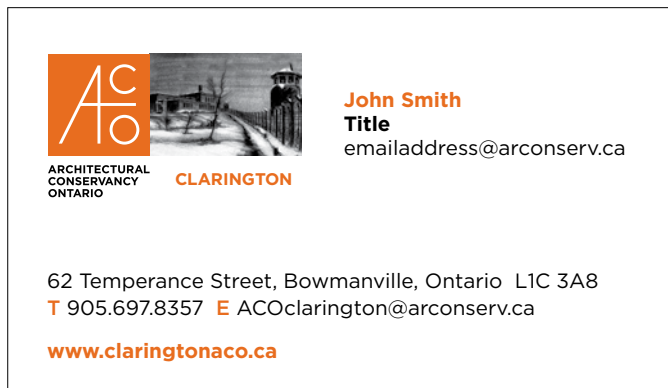 ACO
ARCHITECTURAL
CONSERVANCY
ONTARIO
CLARINGTON
John Smith
Title
emailaddress@arconserv.ca
62 Temperance Street, Bowmanville, Ontario  L1C 3A8
T 905.697.8357  E ACOclarington@arconserv.ca
www.claringtonaco.ca